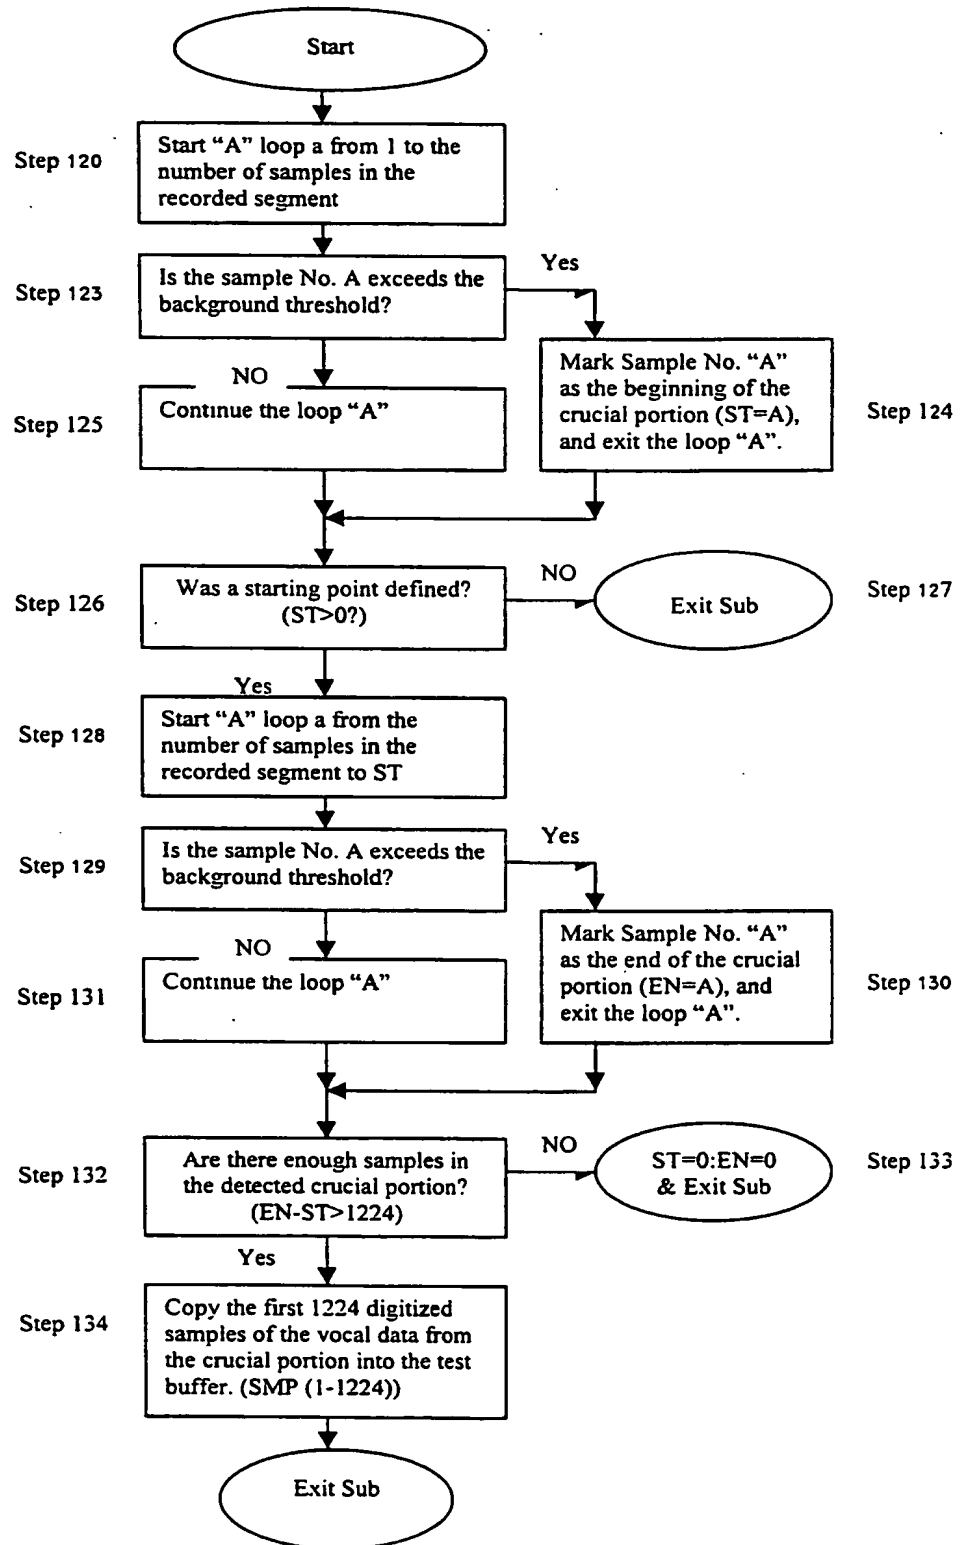 Start
Step 120
Start “A” loop a from 1 to the
number of samples in the
recorded segment
Step 123
Is the sample No. A exceeds the
background threshold?
Yes
NO
Mark Sample No. “A”
as the beginning of the
crucial portion (ST=A),
and exit the loop “A”.
Step 124
Step 125
Continue the loop “A”
Step 126
Was a starting point defined?
(ST>0?)
NO
Exit Sub
Step 127
Yes
Step 128
Start “A” loop a from the
number of samples in the
recorded segment to ST
Step 129
Is the sample No. A exceeds the
background threshold?
Yes
NO
Mark Sample No. “A”
as the end of the crucial
portion (EN=A), and
exit the loop “A”.
Step 130
Step 131
Continue the loop “A”
Step 132
Are there enough samples in
the detected crucial portion?
(EN-ST>1224)
NO
ST=0:EN=0
& Exit Sub
Step 133
Yes
Step 134
Copy the first 1224 digitized
samples of the vocal data from
the crucial portion into the test
buffer. (SMP (1-1224))
Exit Sub